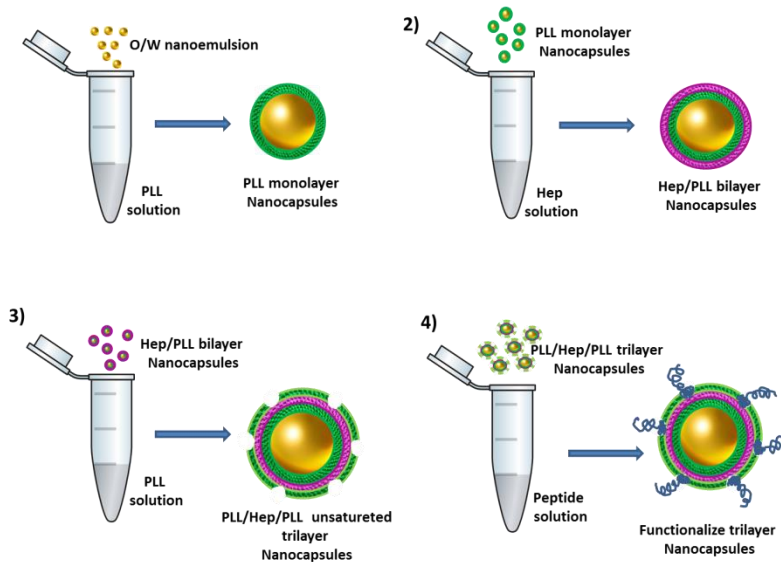 O/W nanoemulsion
PLL
solution
PLL monolayer
Nanocapsules
2)
PLL monolayer
Nanocapsules
Hep
solution
Hep/PLL bilayer
Nanocapsules
3)
Hep/PLL bilayer
Nanocapsules
PLL
solution
PLL/Hep/PLL unsatureted
trilayer
Nanocapsules
4)
PLL/Hep/PLL trilayer
Nanocapsules
Peptide
solution
Functionalize trilayer
Nanocapsules